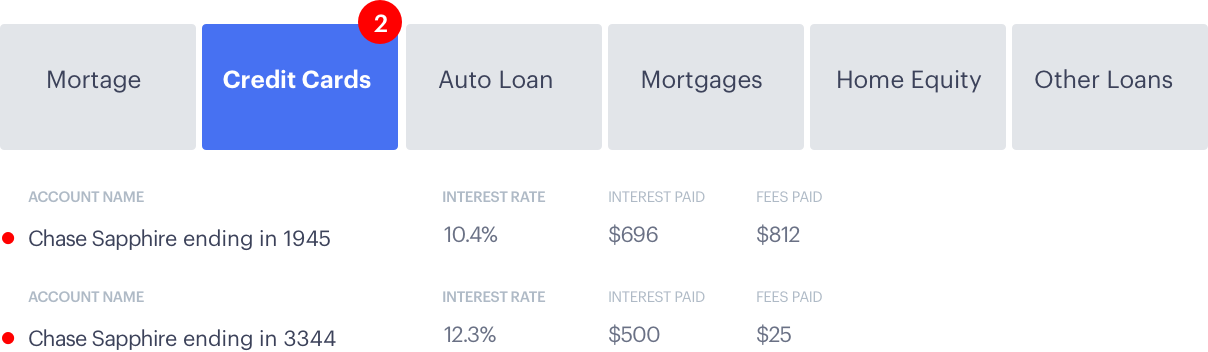 2
Mortage Credit Cards Auto Loan Mortgages Home Equity Other Loans
ACCOUNT NAME INTEREST RATE INTEREST PAID FEES PAID
Chase Sapphire ending in 1945 10.4% $696 $812
ACCOUNT NAME INTEREST RATE INTEREST PAID FEES PAID
Chase Sapphire ending in 3344 12.3% $500 $25